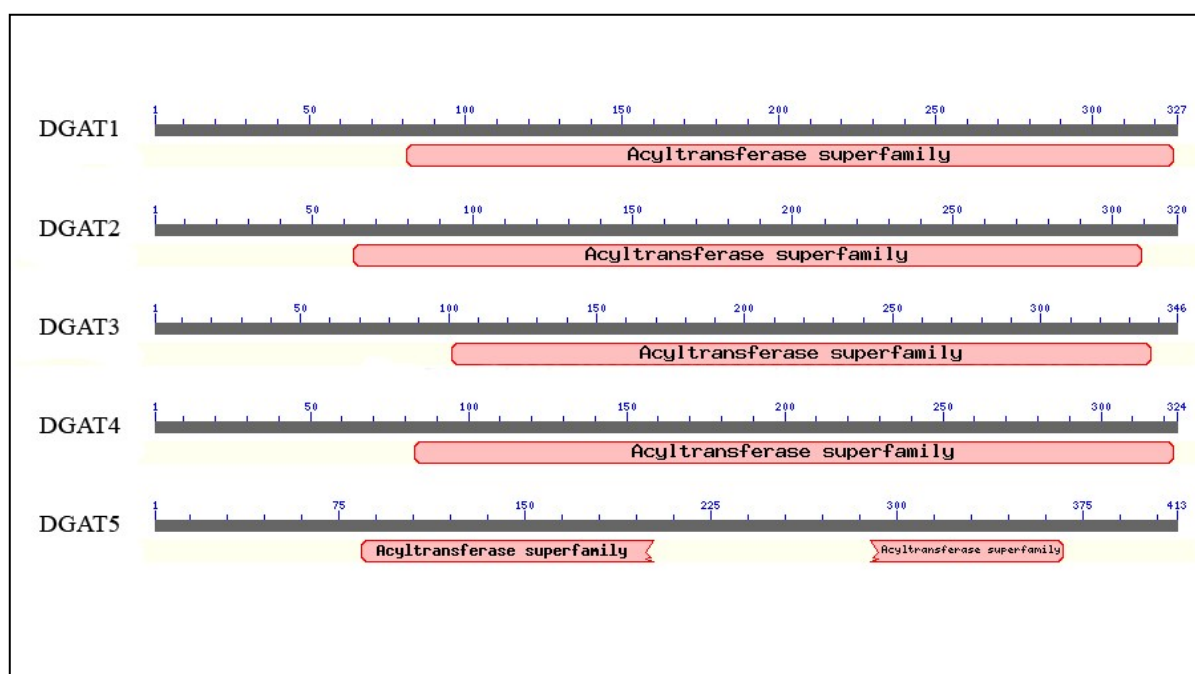 1 50 100 150 200 250 300 327
DGAT1
Acyltransferase superfamily
1 50 100 150 200 250 300 320
DGAT2
Acyltransferase superfamily
1 50 100 150 200 250 300 346
DGAT3
Acyltransferase superfamily
1 50 100 150 200 250 300 324
DGAT4
Acyltransferase superfamily
1 75 150 225 300 375 413
DGAT5
Acyltransferase superfamily Acyltransferase superfamily